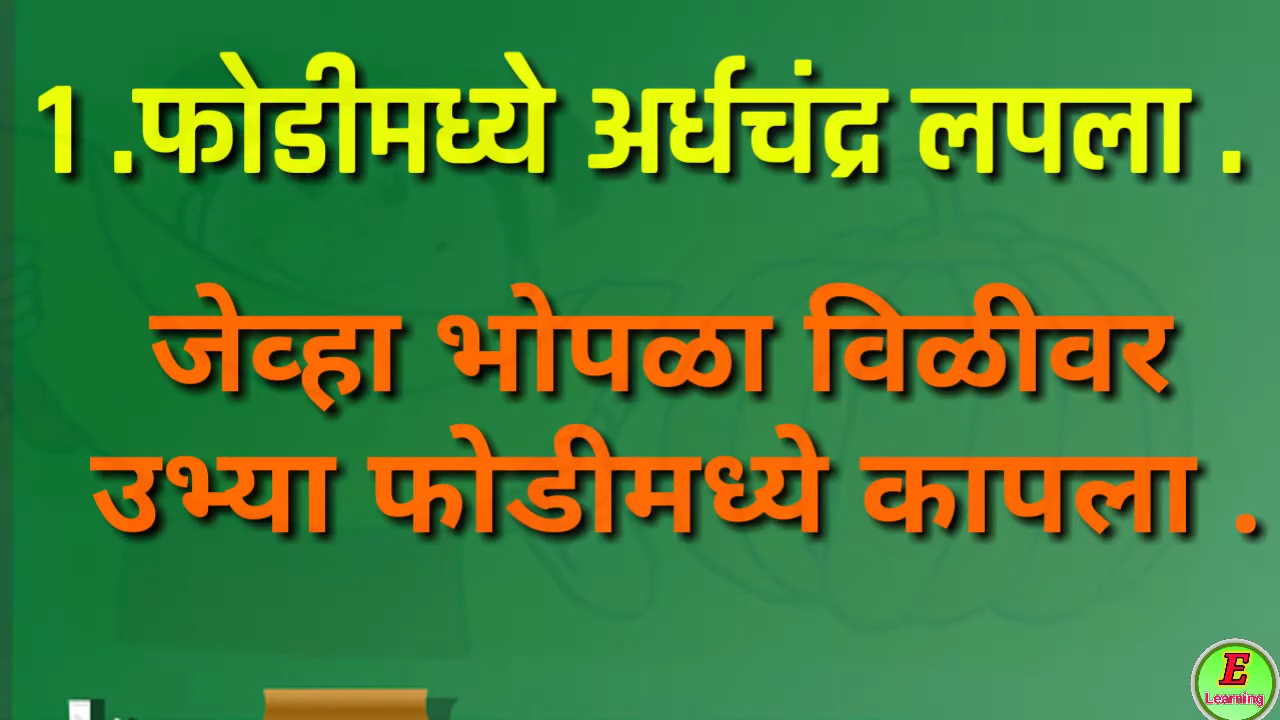 1 .फोडीमध्ये अर्धचंद्र लपला .
जेव्हा भोपळा विळीवर
उभ्या फोडीमध्ये कापला .
E
Learning